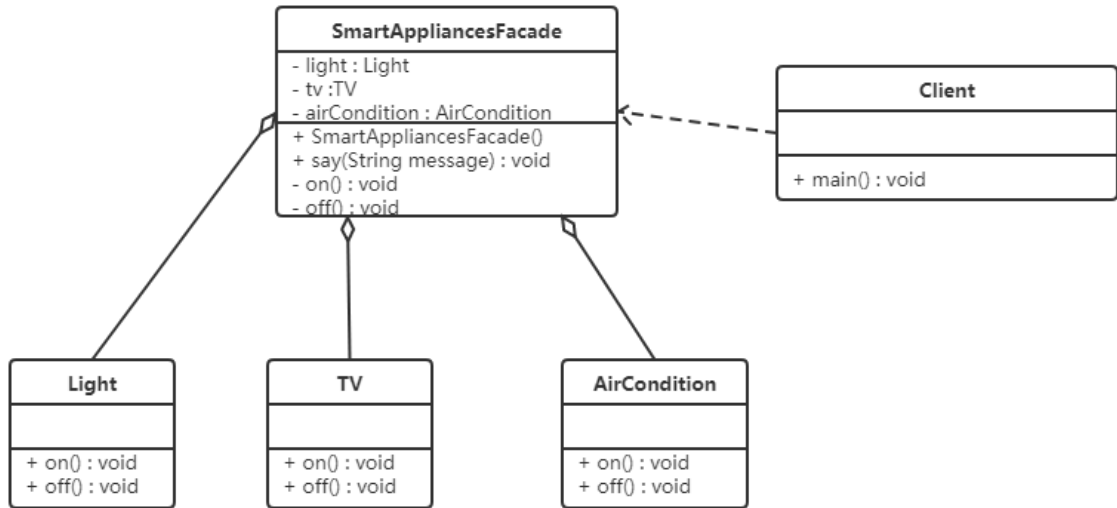 SmartAppliancesFacade
- light : Light
- tv :TV
- airCondition : AirCondition
+ SmartAppliancesFacade()
+ say(String message) : void
- on() : void
- off() : void
Client
+ main() : void
Light
+ on() : void
+ off() : void
TV
+ on() : void
+ off() : void
AirCondition
+ on() : void
+ off() : void